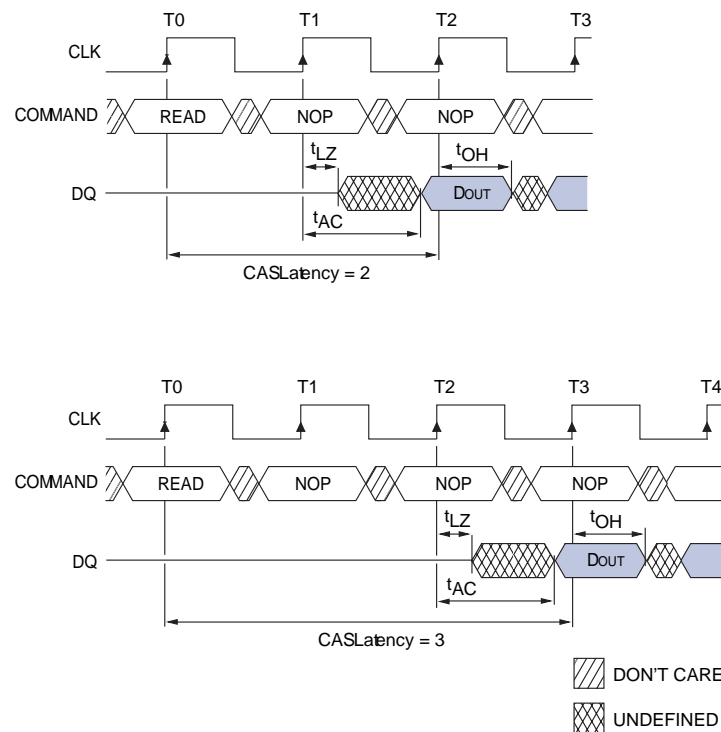 T0 T1 T2 T3
CLK
COMMAND READ NOP NOP
tLZ tOH
DQ DOUT
tAC
CASLatency = 2
T0 T1 T2 T3 T4
CLK
COMMAND READ NOP NOP NOP
tLZ tOH
DQ DOUT
tAC
CASLatency = 3
DON'T CARE
UNDEFINED